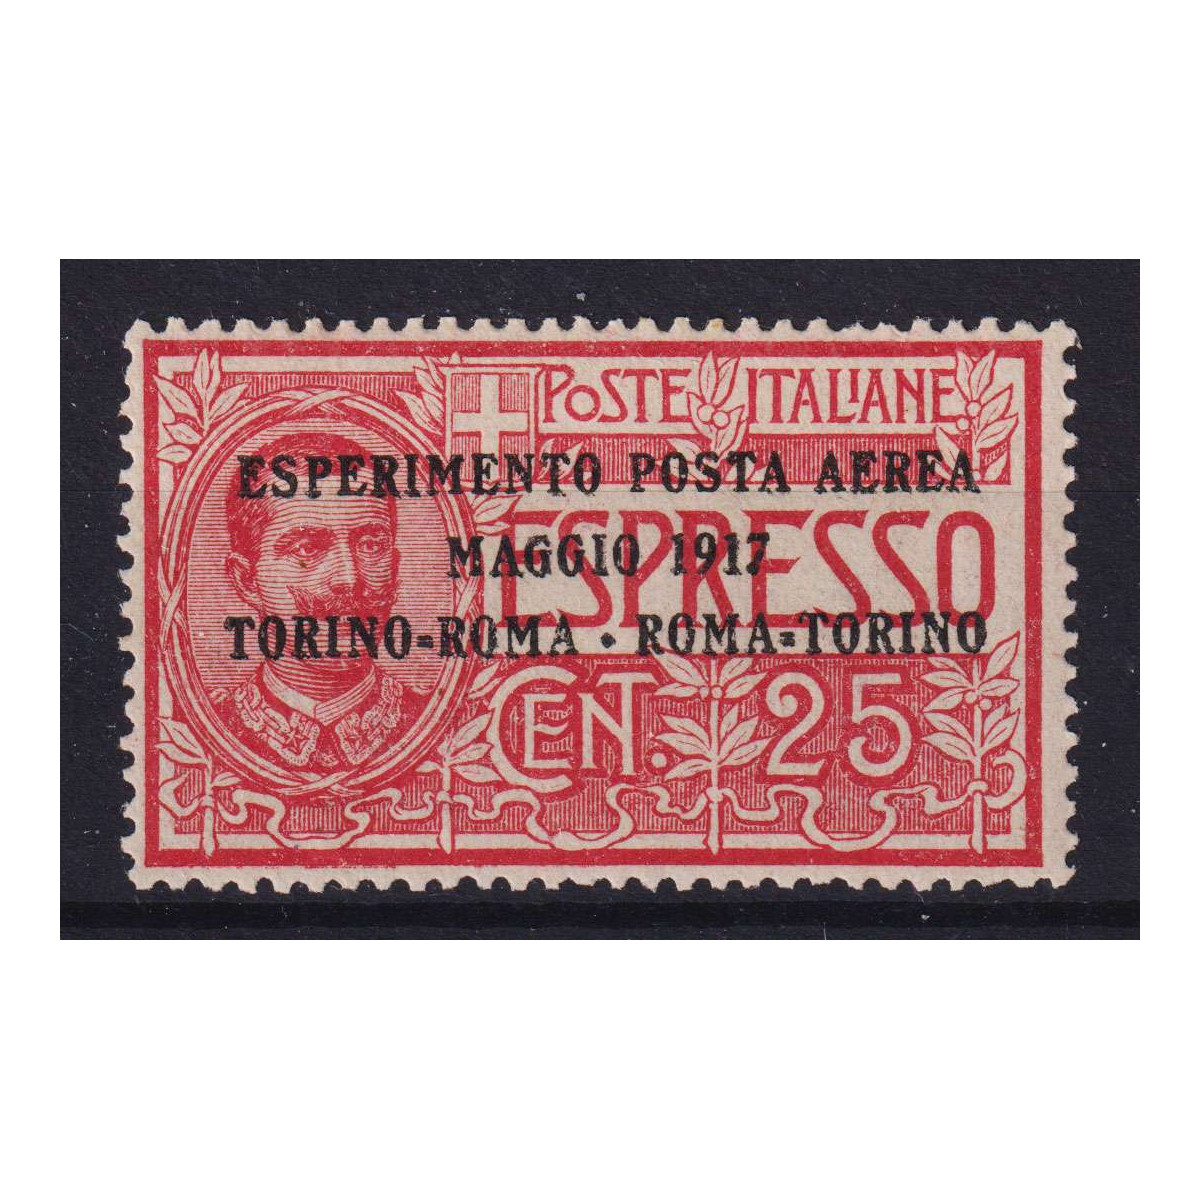 POSTE ITALIANE
ESPERIMENTO POSTA AEREA
ESPRESSO
MAGGIO 1917
TORINO=ROMA · ROMA=TORINO
CENT. 25